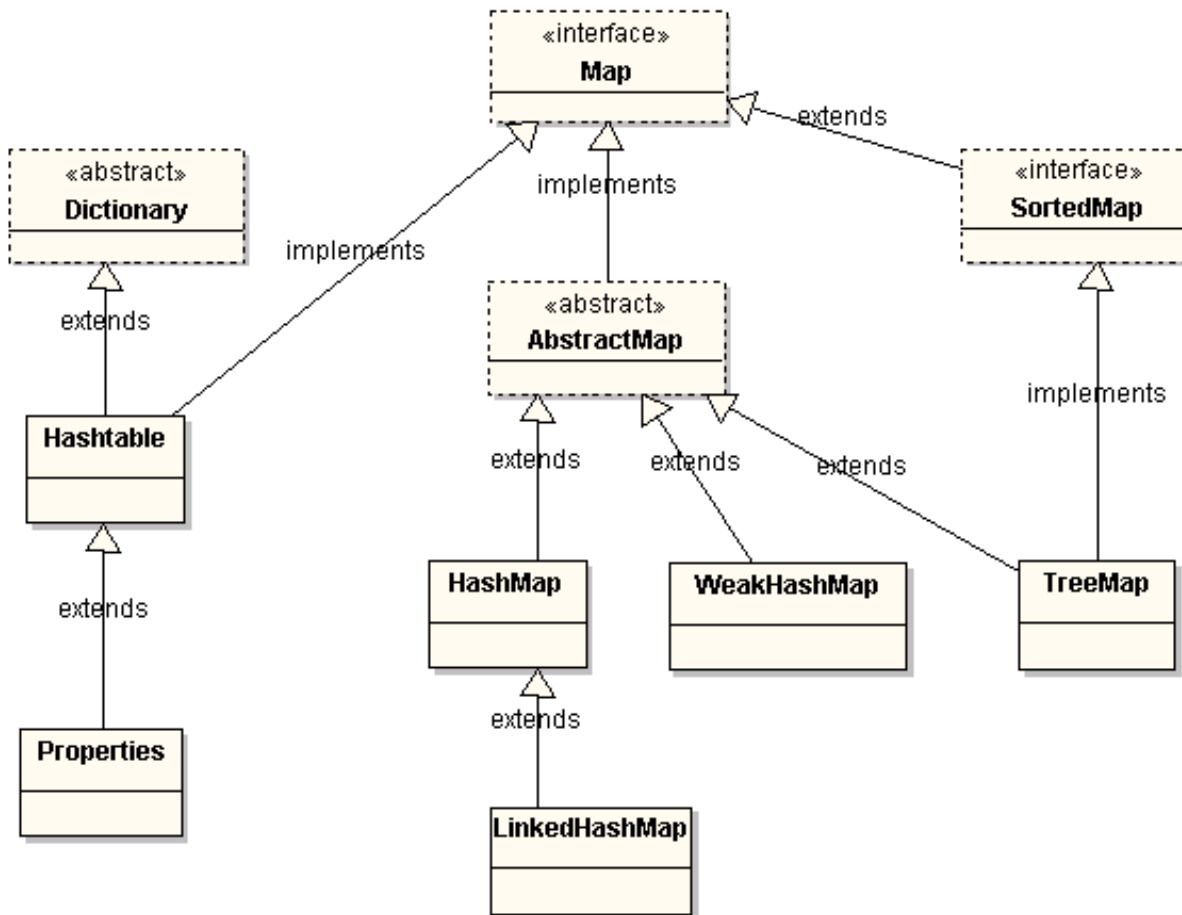 «interface»
Map
extends
«abstract»
Dictionary
implements
«interface»
SortedMap
implements
extends
«abstract»
AbstractMap
implements
Hashtable
extends
extends
extends
HashMap
WeakHashMap
TreeMap
extends
extends
Properties
LinkedHashMap